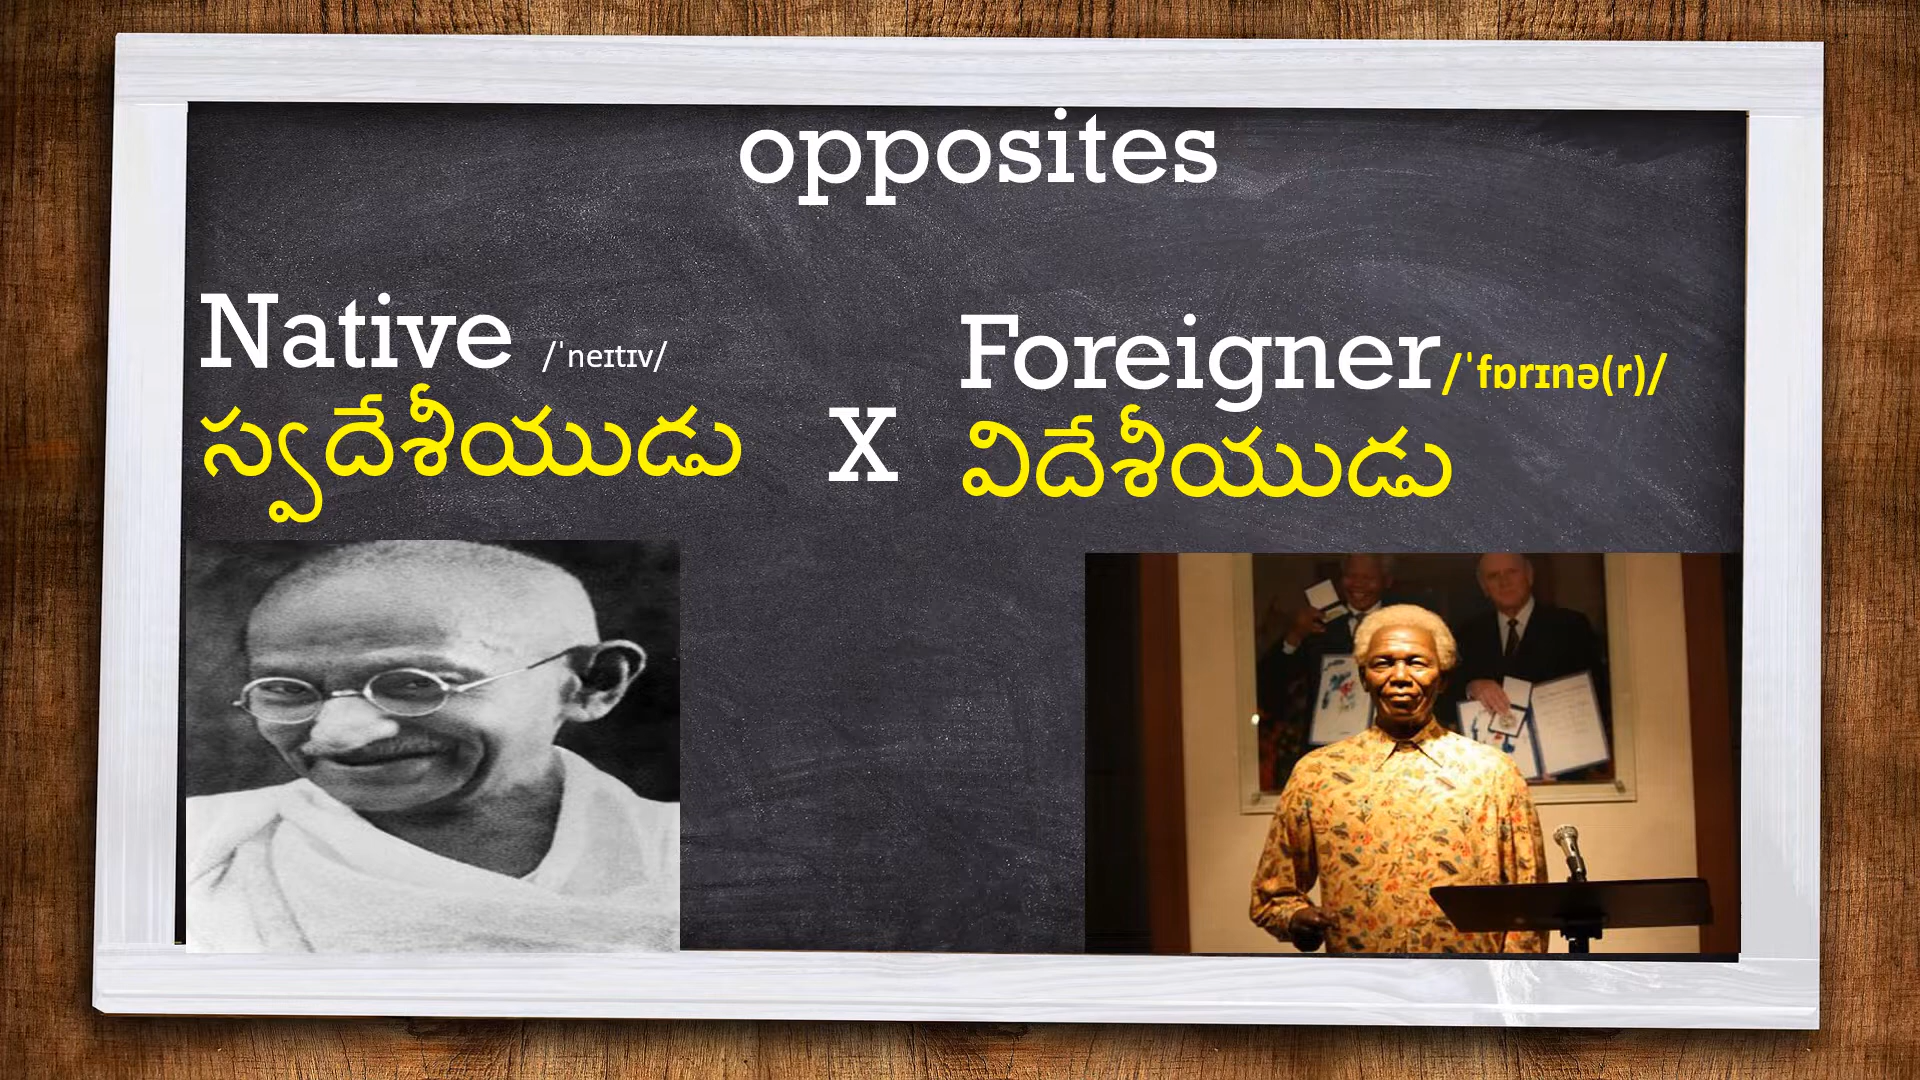 opposites
Native /ˈneɪtɪv/
స్వదేశీయుడు
X
Foreigner/ˈfɒrɪnə(r)/
విదేశీయుడు